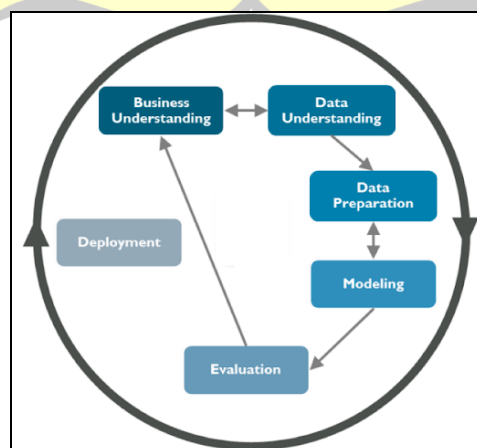 Business
Understanding
Data
Understanding
Data
Preparation
Modeling
Evaluation
Deployment